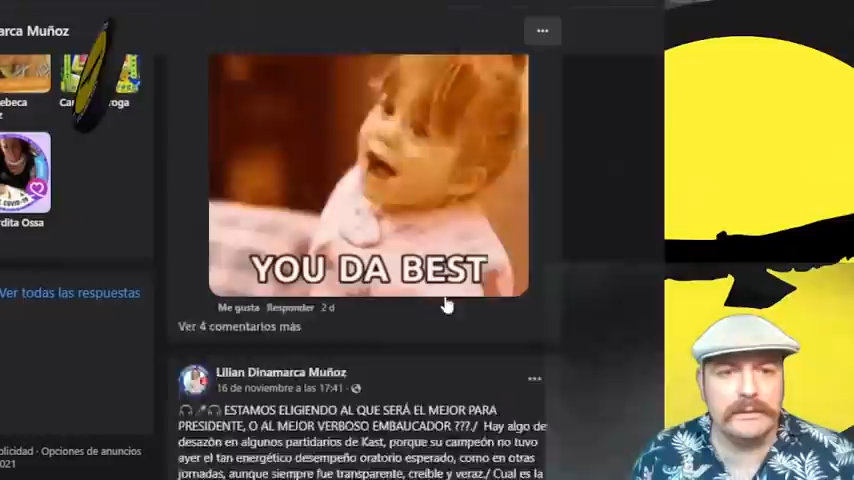 arca Muñoz
ebeca
Ca
oga
z
YOU DA BEST
rdita Ossa
Ver todas las respuestas
Me gusta Responder 2 d
Ver 4 comentarios más
Lilian Dinamarca Muñoz
16 de noviembre a las 17:41
ESTAMOS ELIGIENDO AL QUE SERÁ EL MEJOR PARA
PRESIDENTE, O AL MEJOR VERBOSO EMBAUCADOR ???./ Hay algo de
desazón en algunos partidarios de Kast, porque su campeón no tuvo
ayer el tan energético desempeño oratorio esperado, como en otras
jornadas, aunque siempre fue transparente, creíble y veraz./ Cual es la
blicidad · Opciones de anuncios
021